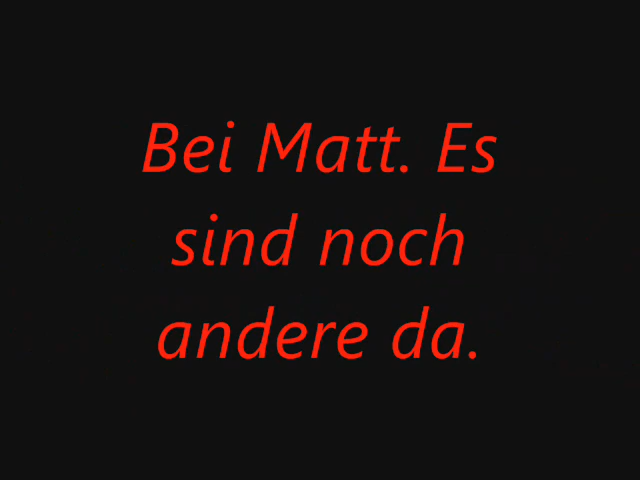 Bei Matt. Es
sind noch
andere da.